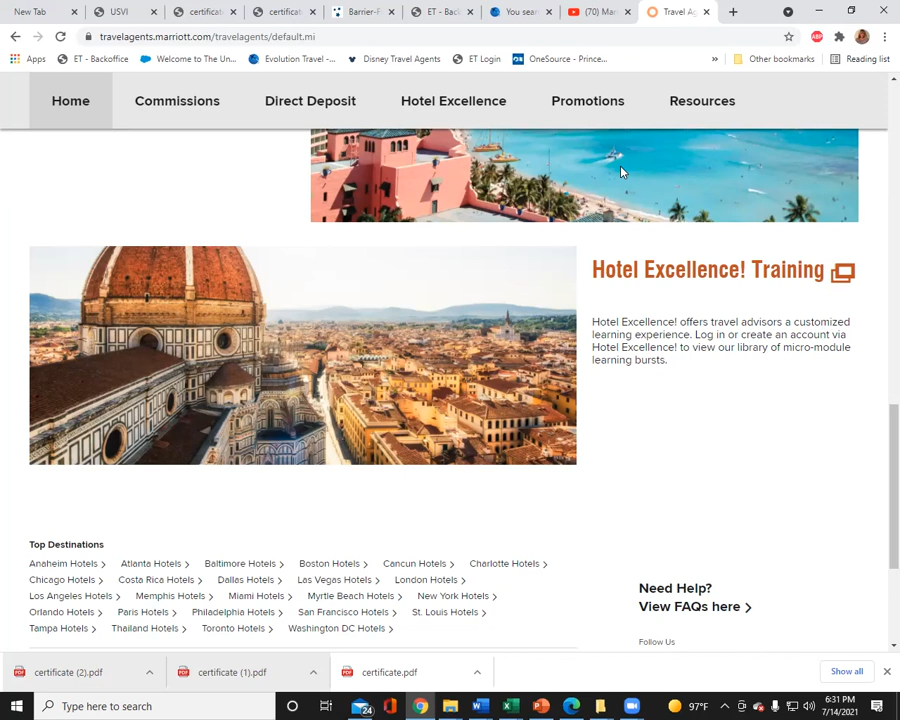 New Tab
USVI
certificat
certificat
Barrier-F
ET - Back
You sear
(70) Ma
Travel Ag
travelagents.marriott.com/travelagents/default.mi
ABP
Apps
ET - Backoffice
Welcome to The Un...
Evolution Travel -...
Disney Travel Agents
ET Login
OneSource - Prince...
»
Other bookmarks
Reading list
Home
Commissions
Direct Deposit
Hotel Excellence
Promotions
Resources
Hotel Excellence! Training
Hotel Excellence! offers travel advisors a customized
learning experience. Log in or create an account via
Hotel Excellence! to view our library of micro-module
learning bursts.
Top Destinations
Anaheim Hotels
Atlanta Hotels
Baltimore Hotels
Boston Hotels
Cancun Hotels
Charlotte Hotels
Chicago Hotels
Costa Rica Hotels
Dallas Hotels
Las Vegas Hotels
London Hotels
Los Angeles Hotels
Memphis Hotels
Miami Hotels
Myrtle Beach Hotels
New York Hotels
Orlando Hotels
Paris Hotels
Philadelphia Hotels
San Francisco Hotels
St. Louis Hotels
Tampa Hotels
Thailand Hotels
Toronto Hotels
Washington DC Hotels
Need Help?
View FAQs here
Follow Us
certificate (2).pdf
certificate (1).pdf
certificate.pdf
Show all
Type here to search
24
97°F
6:31 PM
7/14/2021